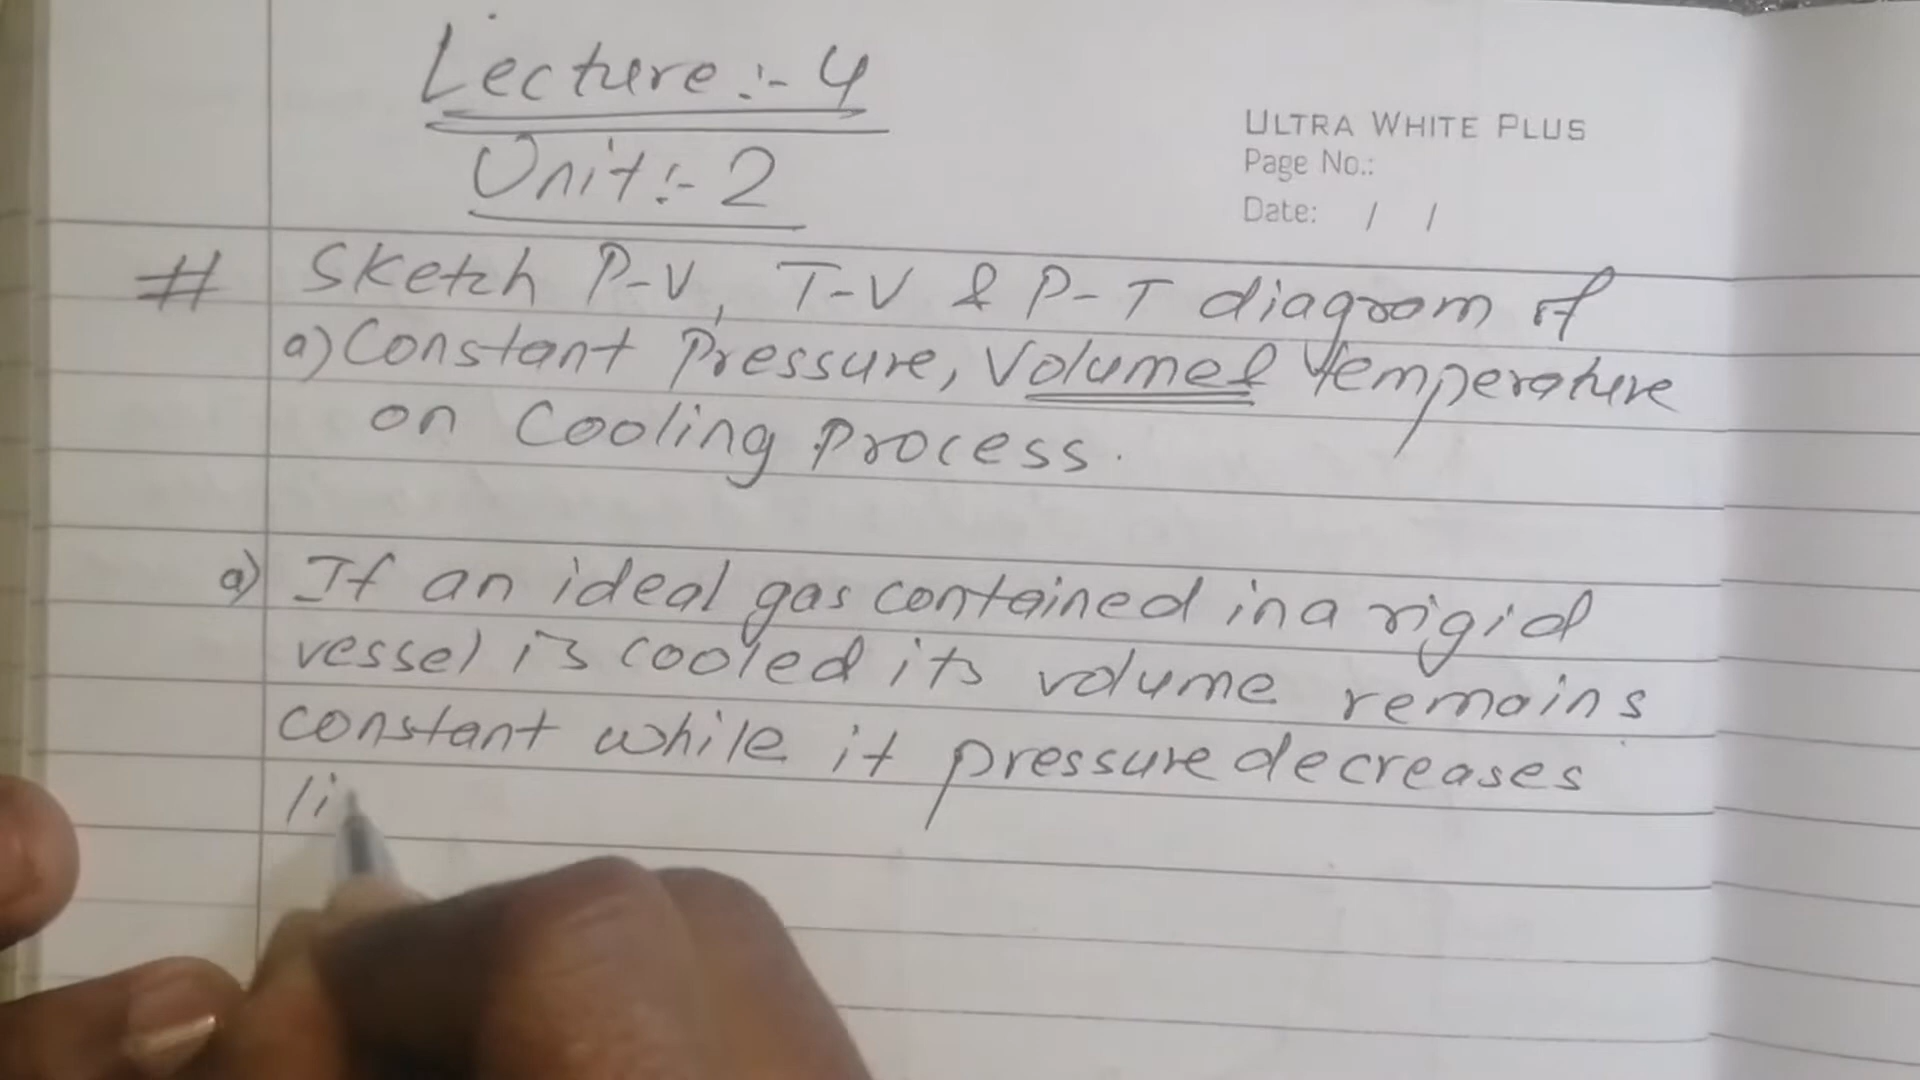 Lecture:- 4
Unit:- 2
ULTRA WHITE PLUS
Page No.:
Date: / /
# Sketch P-V, T-V & P-T diagram of
a) Constant Pressure, Volume & temperature
on Cooling Process.
a) If an ideal gas contained in a rigid
vessel is cooled its volume remains
constant while it pressure decreases
li